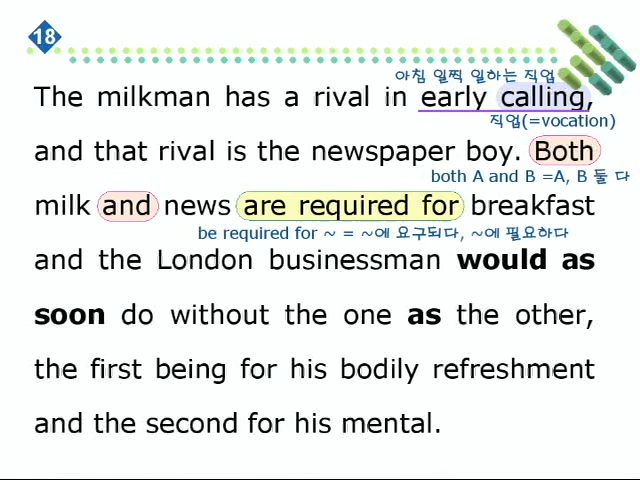 18
아침 일찍 일하는 직업
The milkman has a rival in early calling,
직업(=vocation)
and that rival is the newspaper boy. Both
both A and B =A, B 둘 다
milk and news are required for breakfast
be required for ~ = ~에 요구되다, ~에 필요하다
and the London businessman would as
soon do without the one as the other,
the first being for his bodily refreshment
and the second for his mental.